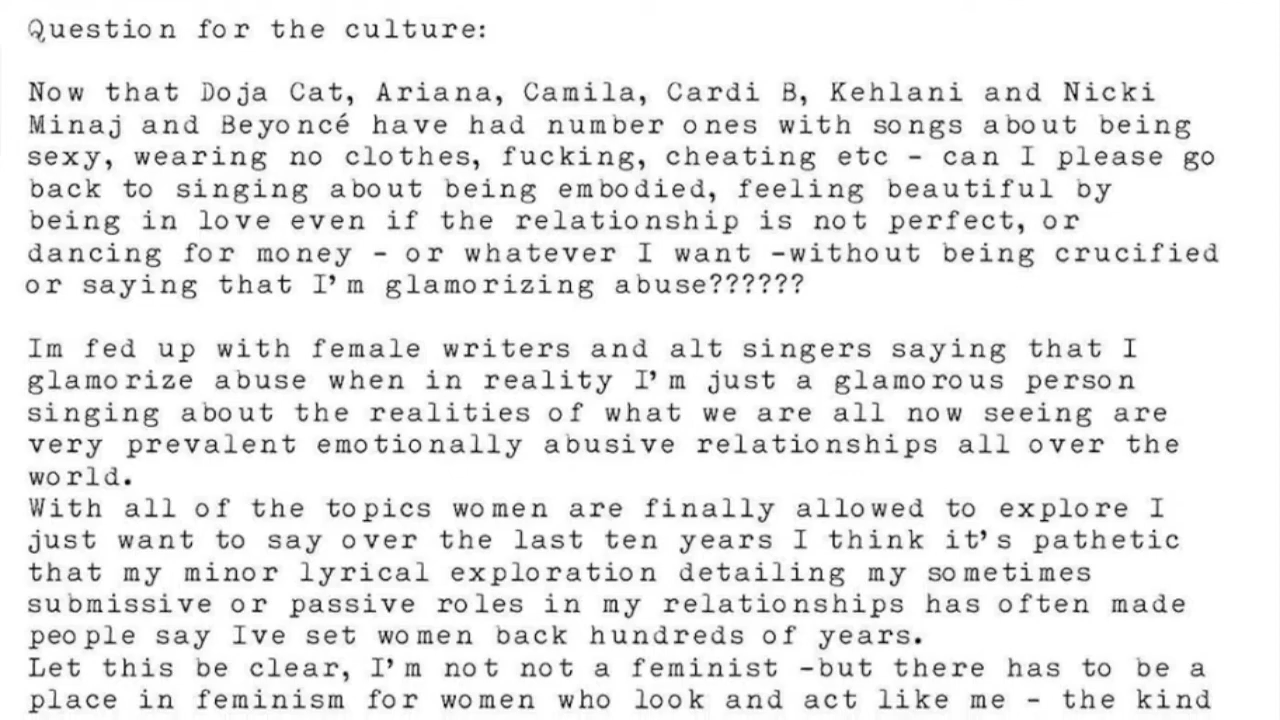 Question for the culture:
Now that Doja Cat, Ariana, Camila, Cardi B, Kehlani and Nicki
Minaj and Beyoncé have had number ones with songs about being
sexy, wearing no clothes, fucking, cheating etc - can I please go
back to singing about being embodied, feeling beautiful by
being in love even if the relationship is not perfect, or
dancing for money - or whatever I want -without being crucified
or saying that I'm glamorizing abuse??????
Im fed up with female writers and alt singers saying that I
glamorize abuse when in reality I'm just a glamorous person
singing about the realities of what we are all now seeing are
very prevalent emotionally abusive relationships all over the
world.
With all of the topics women are finally allowed to explore I
just want to say over the last ten years I think it's pathetic
that my minor lyrical exploration detailing my sometimes
submissive or passive roles in my relationships has often made
people say Ive set women back hundreds of years.
Let this be clear, I'm not not a feminist -but there has to be a
place in feminism for women who look and act like me - the kind